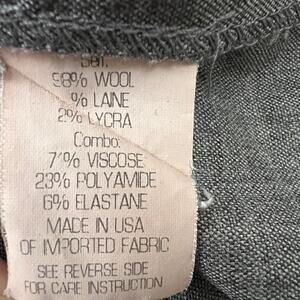 98% WOOL
% LAINE
2% LYCRA
Combo:
71% VISCOSE
23% POLYAMIDE
6% ELASTANE
MADE IN USA
OF IMPORTED FABRIC
SEE REVERSE SIDE
FOR CARE INSTRUCTION